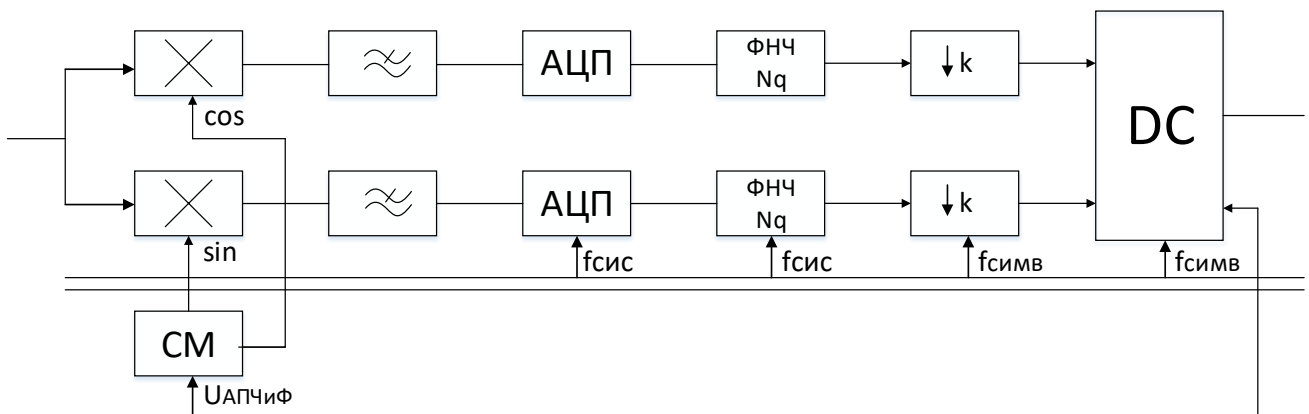 cos
АЦП
ФНЧ
Nq
↓ k
DC
sin
АЦП
ФНЧ
Nq
↓ k
fсис
fсис
fсимв
fсимв
СМ
UАПЧиФ